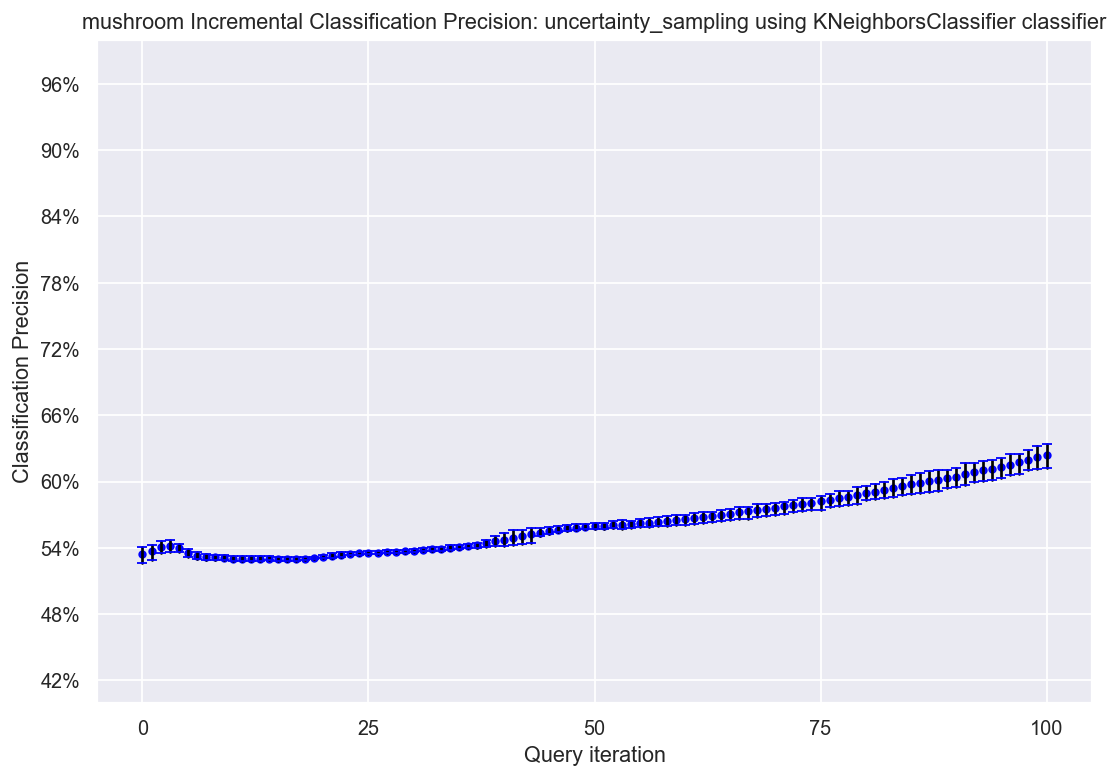 mushroom Incremental Classification Precision: uncertainty_sampling using KNeighborsClassifier classifier
96%
90%
84%
78%
72%
66%
60%
54%
48%
42%
Classification Precision
0 25 50 75 100
Query iteration